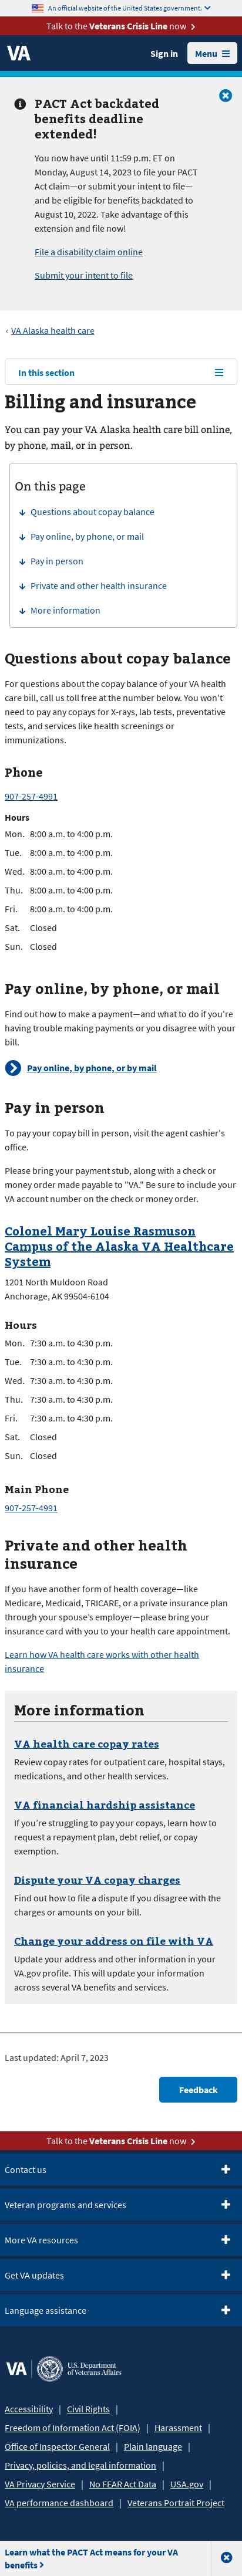 An official website of the United States government.
Talk to the Veterans Crisis Line now
VA
Sign in
Menu
PACT Act backdated
benefits deadline
extended!
You now have until 11:59 p.m. ET on
Monday, August 14, 2023 to file your PACT
Act claim—or submit your intent to file—
and be eligible for benefits backdated to
August 10, 2022. Take advantage of this
extension and file now!
File a disability claim online
Submit your intent to file
‹ VA Alaska health care
In this section
Billing and insurance
You can pay your VA Alaska health care bill online,
by phone, mail, or in person.
On this page
Questions about copay balance
Pay online, by phone, or mail
Pay in person
Private and other health insurance
More information
Questions about copay balance
For questions about the copay balance of your VA health
care bill, call us toll free at the number below. You won't
need to pay any copays for X-rays, lab tests, preventative
tests, and services like health screenings or
immunizations.
Phone
907-257-4991
Hours
Mon. 8:00 a.m. to 4:00 p.m.
Tue. 8:00 a.m. to 4:00 p.m.
Wed. 8:00 a.m. to 4:00 p.m.
Thu. 8:00 a.m. to 4:00 p.m.
Fri. 8:00 a.m. to 4:00 p.m.
Sat. Closed
Sun. Closed
Pay online, by phone, or mail
Find out how to make a payment—and what to do if you're
having trouble making payments or you disagree with your
bill.
Pay online, by phone, or by mail
Pay in person
To pay your copay bill in person, visit the agent cashier's
office.
Please bring your payment stub, along with a check or
money order made payable to "VA." Be sure to include your
VA account number on the check or money order.
Colonel Mary Louise Rasmuson
Campus of the Alaska VA Healthcare
System
1201 North Muldoon Road
Anchorage, AK 99504-6104
Hours
Mon. 7:30 a.m. to 4:30 p.m.
Tue. 7:30 a.m. to 4:30 p.m.
Wed. 7:30 a.m. to 4:30 p.m.
Thu. 7:30 a.m. to 4:30 p.m.
Fri. 7:30 a.m. to 4:30 p.m.
Sat. Closed
Sun. Closed
Main Phone
907-257-4991
Private and other health
insurance
If you have another form of health coverage—like
Medicare, Medicaid, TRICARE, or a private insurance plan
through your spouse's employer—please bring your
insurance card with you to your health care appointment.
Learn how VA health care works with other health
insurance
More information
VA health care copay rates
Review copay rates for outpatient care, hospital stays,
medications, and other health services.
VA financial hardship assistance
If you're struggling to pay your copays, learn how to
request a repayment plan, debt relief, or copay
exemption.
Dispute your VA copay charges
Find out how to file a dispute If you disagree with the
charges or amounts on your bill.
Change your address on file with VA
Update your address and other information in your
VA.gov profile. This will update your information
across several VA benefits and services.
Last updated: April 7, 2023
Feedback
Talk to the Veterans Crisis Line now
Contact us
Veteran programs and services
More VA resources
Get VA updates
Language assistance
VA U.S. Department
of Veterans Affairs
Accessibility | Civil Rights |
Freedom of Information Act (FOIA) | Harassment |
Office of Inspector General | Plain language |
Privacy, policies, and legal information |
VA Privacy Service | No FEAR Act Data | USA.gov |
VA performance dashboard | Veterans Portrait Project
Learn what the PACT Act means for your VA
benefits